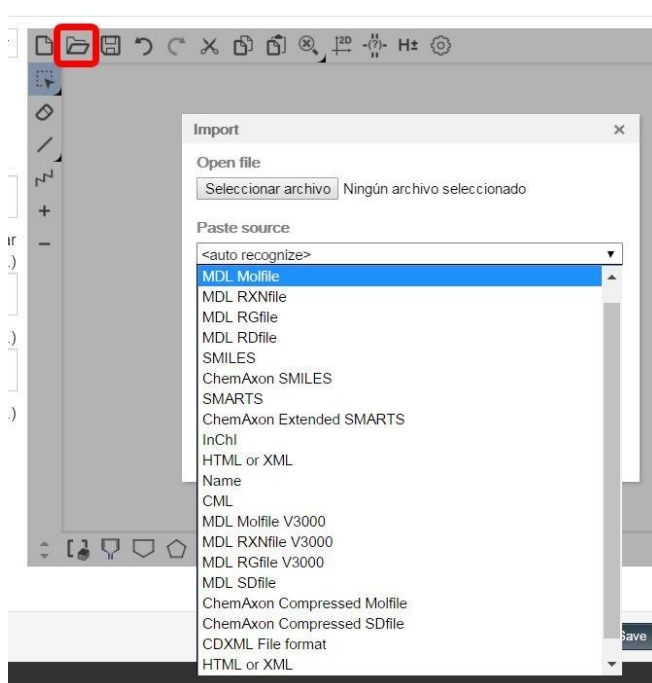 2D
(?)
H±
Import
×
Open file
Seleccionar archivo Ningún archivo seleccionado
Paste source
<auto recognize>
MDL Molfile
MDL RXNfile
MDL RGfile
MDL RDfile
SMILES
ChemAxon SMILES
SMARTS
ChemAxon Extended SMARTS
InChI
HTML or XML
Name
CML
MDL Molfile V3000
MDL RXNfile V3000
MDL RGfile V3000
MDL SDfile
ChemAxon Compressed Molfile
ChemAxon Compressed SDfile
CDXML File format
HTML or XML
ar
.)
.)
.)
Save